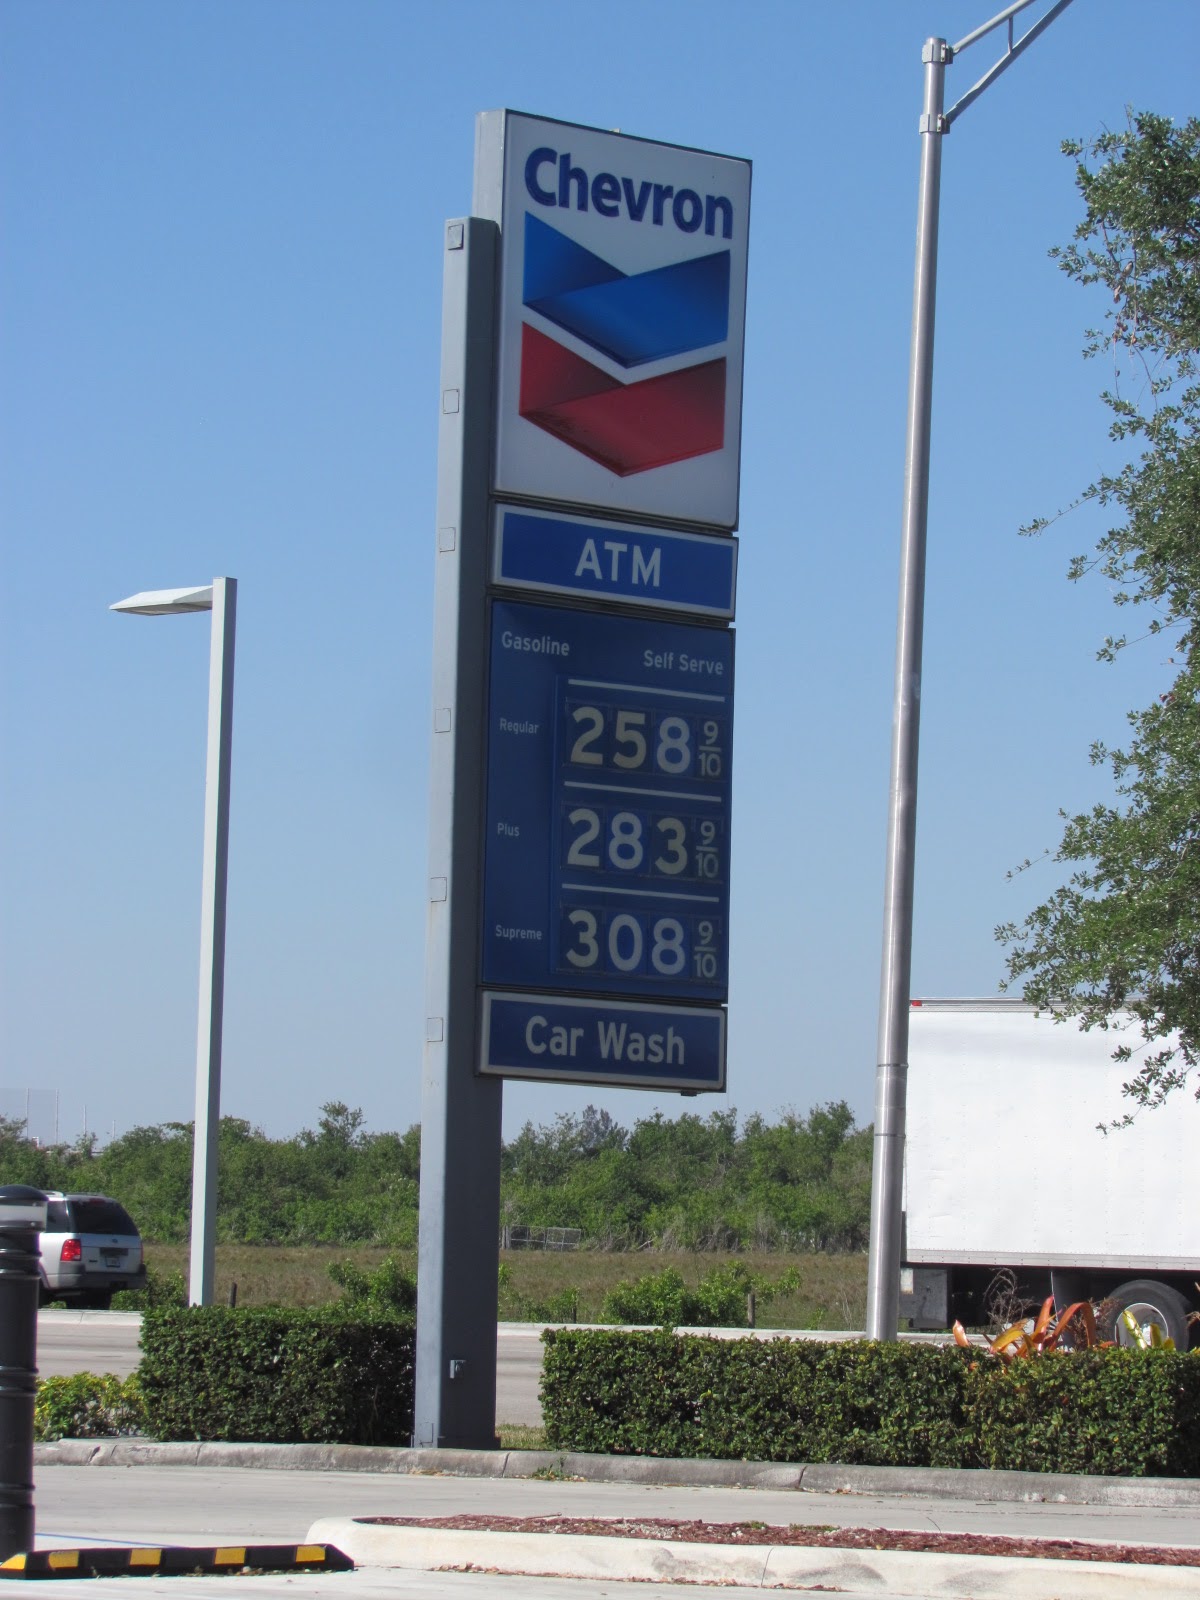 Chevron
ATM
Gasoline Self Serve
Regular 258 9/10
Plus 283 9/10
Supreme 308 9/10
Car Wash